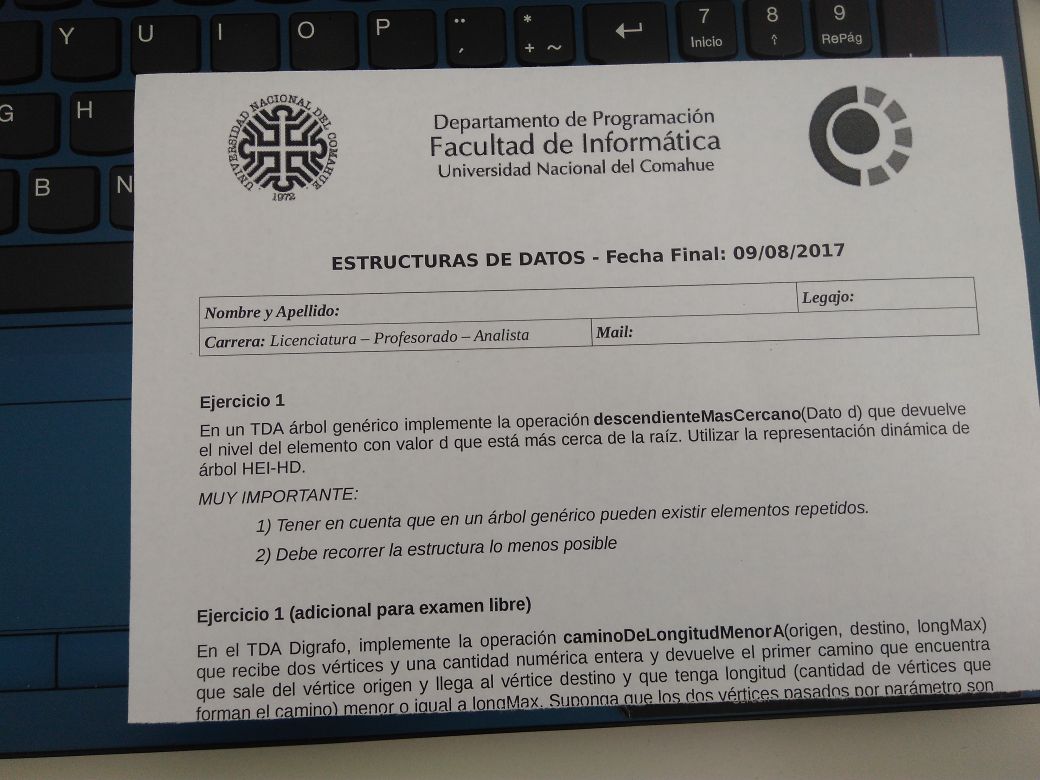 Y U I O P
¨ ,
* + ~
7 Inicio
8
9 RePág
G H
B N
UNIVERSIDAD NACIONAL DEL COMAHUE
1972
Departamento de Programación
Facultad de Informática
Universidad Nacional del Comahue
ESTRUCTURAS DE DATOS - Fecha Final: 09/08/2017
Nombre y Apellido: Legajo:
Carrera: Licenciatura – Profesorado – Analista Mail:
Ejercicio 1
En un TDA árbol genérico implemente la operación descendienteMasCercano(Dato d) que devuelve
el nivel del elemento con valor d que está más cerca de la raíz. Utilizar la representación dinámica de
árbol HEI-HD.
MUY IMPORTANTE:
1) Tener en cuenta que en un árbol genérico pueden existir elementos repetidos.
2) Debe recorrer la estructura lo menos posible
Ejercicio 1 (adicional para examen libre)
En el TDA Digrafo, implemente la operación caminoDeLongitudMenorA(origen, destino, longMax)
que recibe dos vértices y una cantidad numérica entera y devuelve el primer camino que encuentra
que sale del vértice origen y llega al vértice destino y que tenga longitud (cantidad de vértices que
forman el camino) menor o igual a longMax. Suponga que los dos vértices pasados por parámetro son